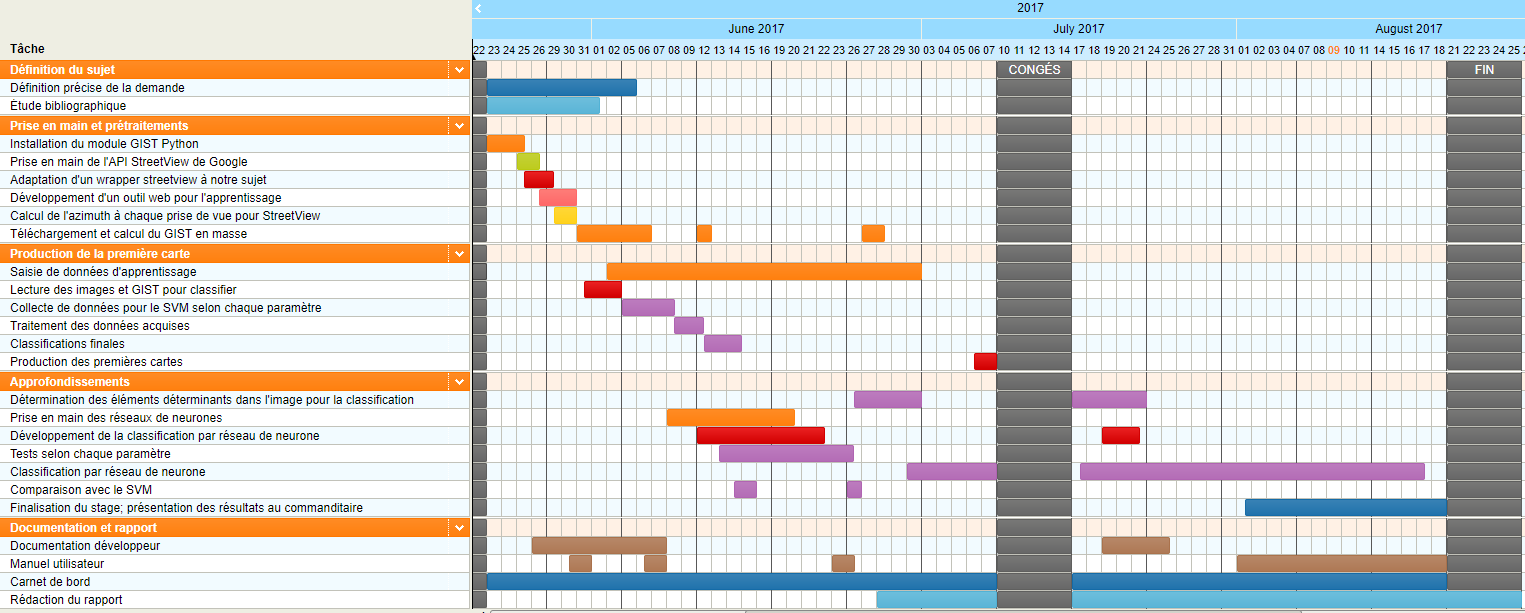 2017
June 2017 July 2017 August 2017
Tâche 22 23 24 25 26 29 30 31 01 02 05 06 07 08 09 12 13 14 15 16 19 20 21 22 23 26 27 28 29 30 03 04 05 06 07 10 11 12 13 14 17 18 19 20 21 24 25 26 27 28 31 01 02 03 04 07 08 09 10 11 14 15 16 17 18 21 22 23 24 25
Définition du sujet CONGÉS FIN
Définition précise de la demande
Étude bibliographique
Prise en main et prétraitements
Installation du module GIST Python
Prise en main de l'API StreetView de Google
Adaptation d'un wrapper streetview à notre sujet
Développement d'un outil web pour l'apprentissage
Calcul de l'azimuth à chaque prise de vue pour StreetView
Téléchargement et calcul du GIST en masse
Production de la première carte
Saisie de données d'apprentissage
Lecture des images et GIST pour classifier
Collecte de données pour le SVM selon chaque paramètre
Traitement des données acquises
Classifications finales
Production des premières cartes
Approfondissements
Détermination des éléments déterminants dans l'image pour la classification
Prise en main des réseaux de neurones
Développement de la classification par réseau de neurone
Tests selon chaque paramètre
Classification par réseau de neurone
Comparaison avec le SVM
Finalisation du stage; présentation des résultats au commanditaire
Documentation et rapport
Documentation développeur
Manuel utilisateur
Carnet de bord
Rédaction du rapport